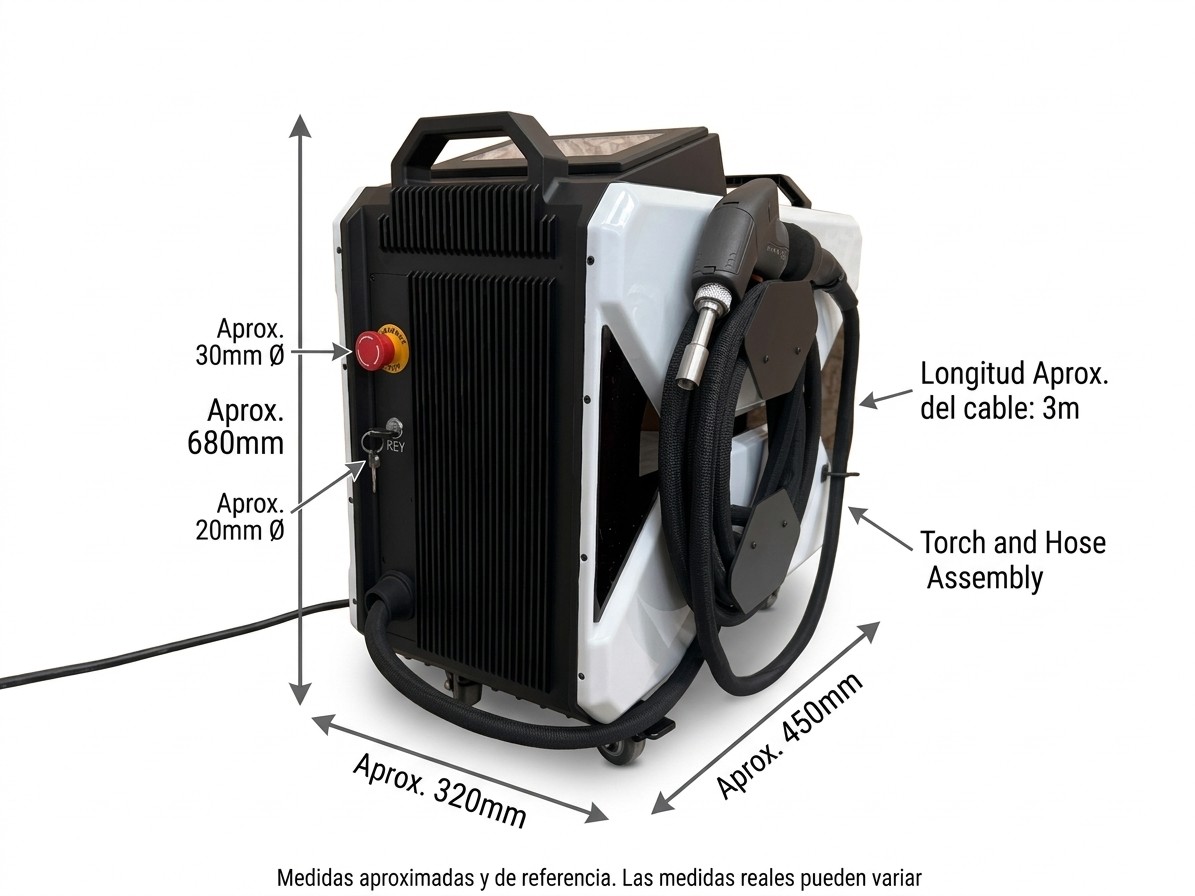 Aprox.
30mm Ø
Aprox.
680mm
REY
Aprox.
20mm Ø
Longitud Aprox.
del cable: 3m
Torch and Hose
Assembly
Aprox. 320mm
Aprox. 450mm
Medidas aproximadas y de referencia. Las medidas reales pueden variar